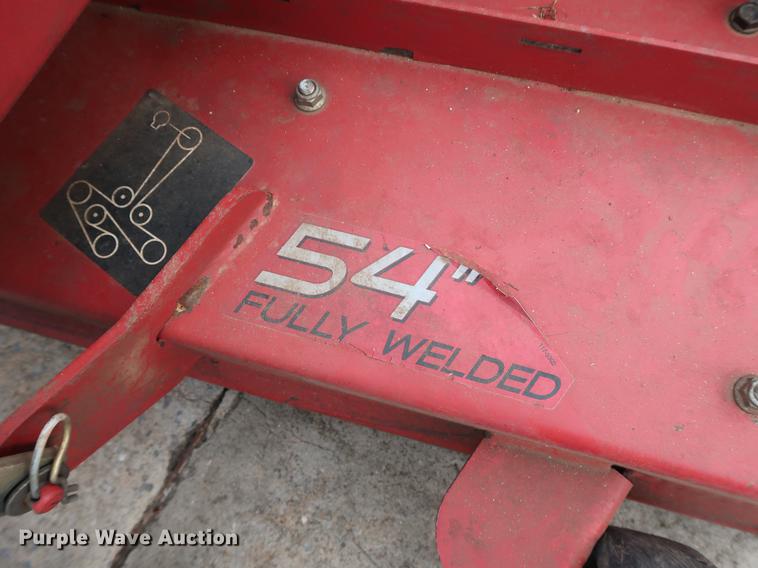 54"
FULLY WELDED
Purple Wave Auction